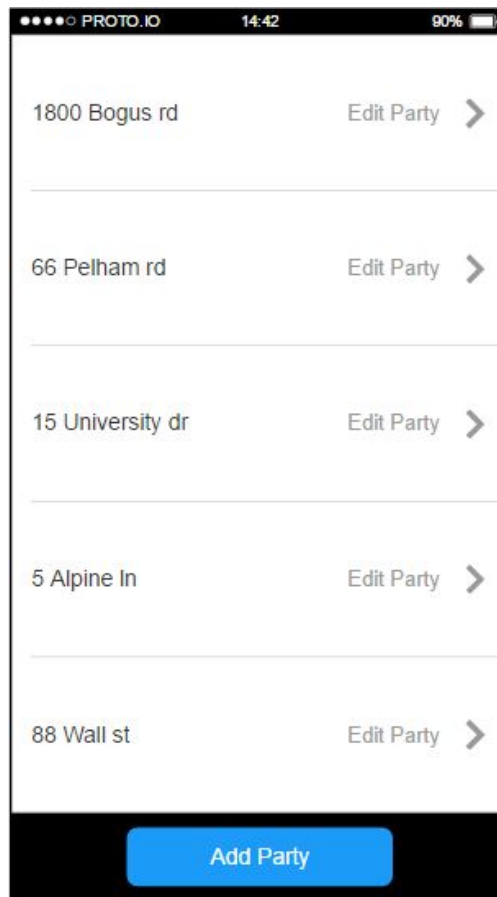 PROTO.IO 14:42 90%
1800 Bogus rd Edit Party
66 Pelham rd Edit Party
15 University dr Edit Party
5 Alpine ln Edit Party
88 Wall st Edit Party
Add Party